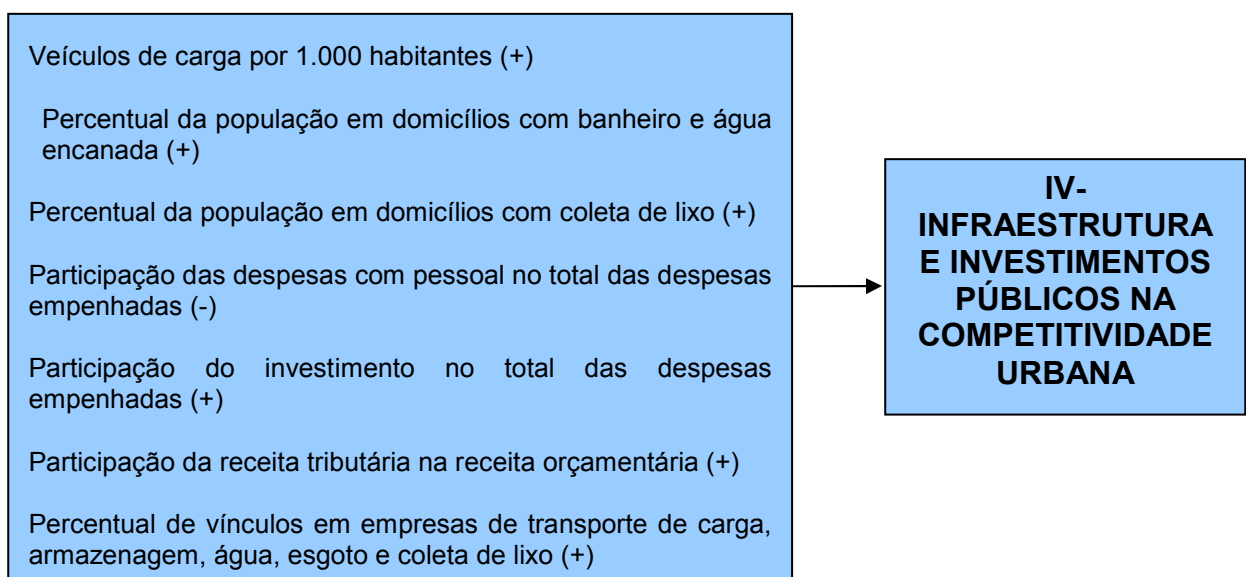 Veículos de carga por 1.000 habitantes (+)
Percentual da população em domicílios com banheiro e água
encanada (+)
Percentual da população em domicílios com coleta de lixo (+)
Participação das despesas com pessoal no total das despesas
empenhadas (-)
Participação do investimento no total das despesas
empenhadas (+)
Participação da receita tributária na receita orçamentária (+)
Percentual de vínculos em empresas de transporte de carga,
armazenagem, água, esgoto e coleta de lixo (+)
IV-
INFRAESTRUTURA
E INVESTIMENTOS
PÚBLICOS NA
COMPETITIVIDADE
URBANA